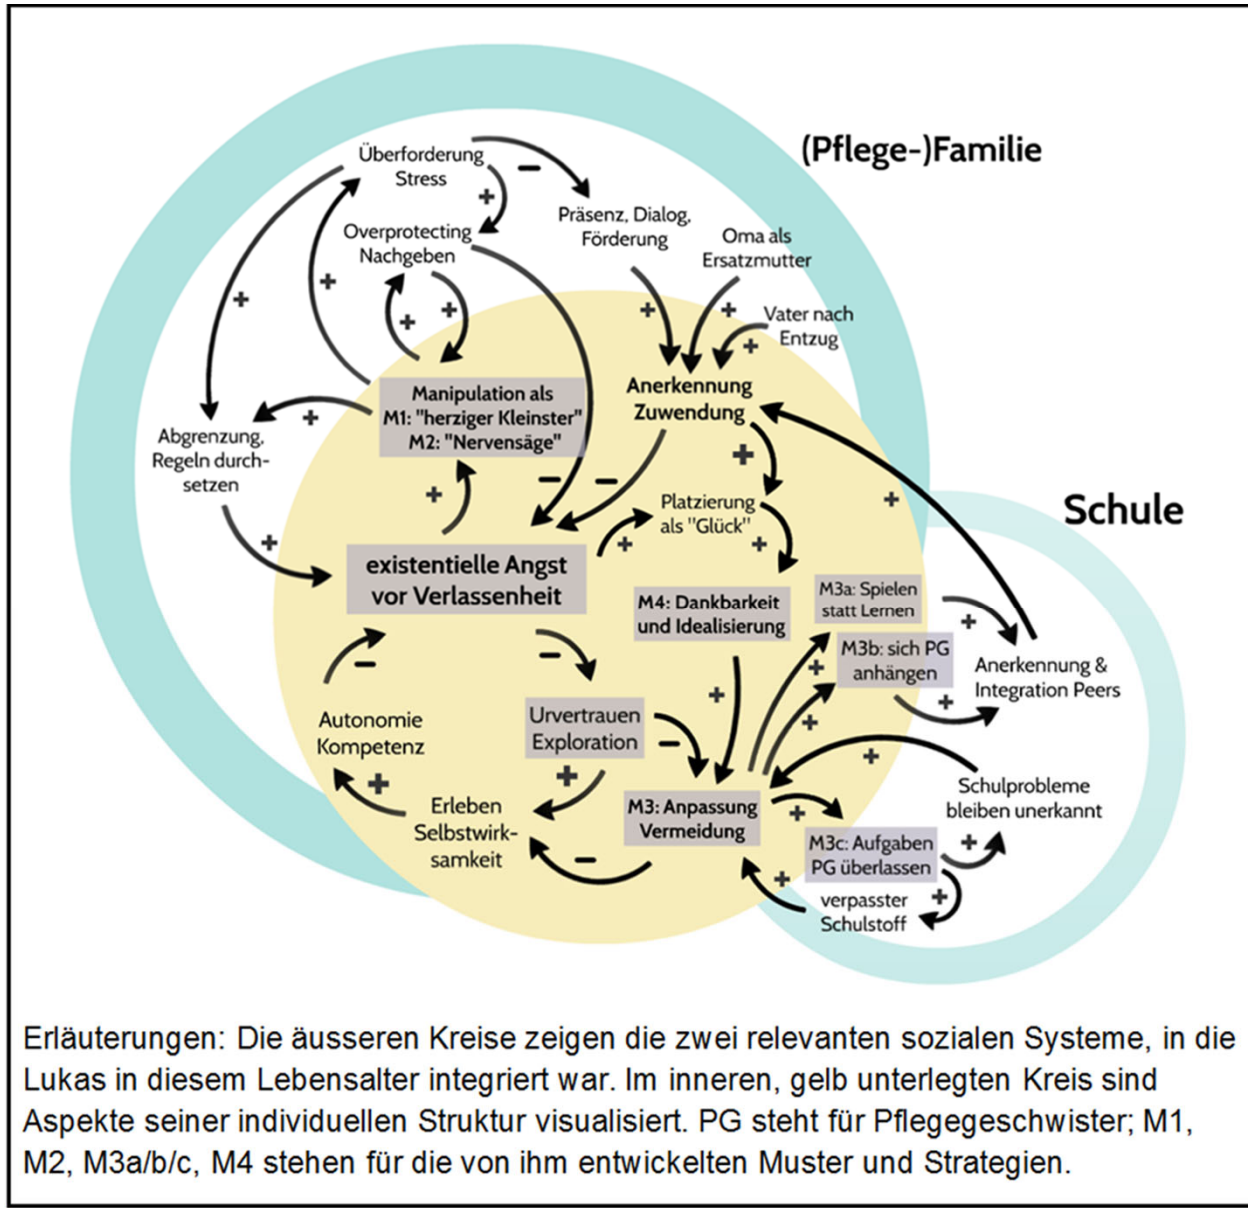 (Pflege-)Familie
Überforderung
Stress
−
+
Präsenz, Dialog,
Förderung
Overprotecting
Nachgeben
Oma als
Ersatzmutter
+
+
+
+
+
+
Vater nach
Entzug
+
Manipulation als
M1: "herziger Kleinster"
M2: "Nervensäge"
Anerkennung
Zuwendung
+
Abgrenzung,
Regeln durch-
setzen
+
+
−
−
+
Platzierung
als "Glück"
+
Schule
+
+
+
existentielle Angst
vor Verlassenheit
M4: Dankbarkeit
und Idealisierung
M3a: Spielen
statt Lernen
+
M3b: sich PG
anhängen
+
−
−
+
+
+
Anerkennung &
Integration Peers
Autonomie
Kompetenz
Urvertrauen
Exploration
−
+
+
+
Erleben
Selbstwirk-
samkeit
M3: Anpassung
Vermeidung
+
Schulprobleme
bleiben unerkannt
−
M3c: Aufgaben
PG überlassen
+
+
+
verpasster
Schulstoff
Erläuterungen: Die äusseren Kreise zeigen die zwei relevanten sozialen Systeme, in die
Lukas in diesem Lebensalter integriert war. Im inneren, gelb unterlegten Kreis sind
Aspekte seiner individuellen Struktur visualisiert. PG steht für Pflegegeschwister; M1,
M2, M3a/b/c, M4 stehen für die von ihm entwickelten Muster und Strategien.